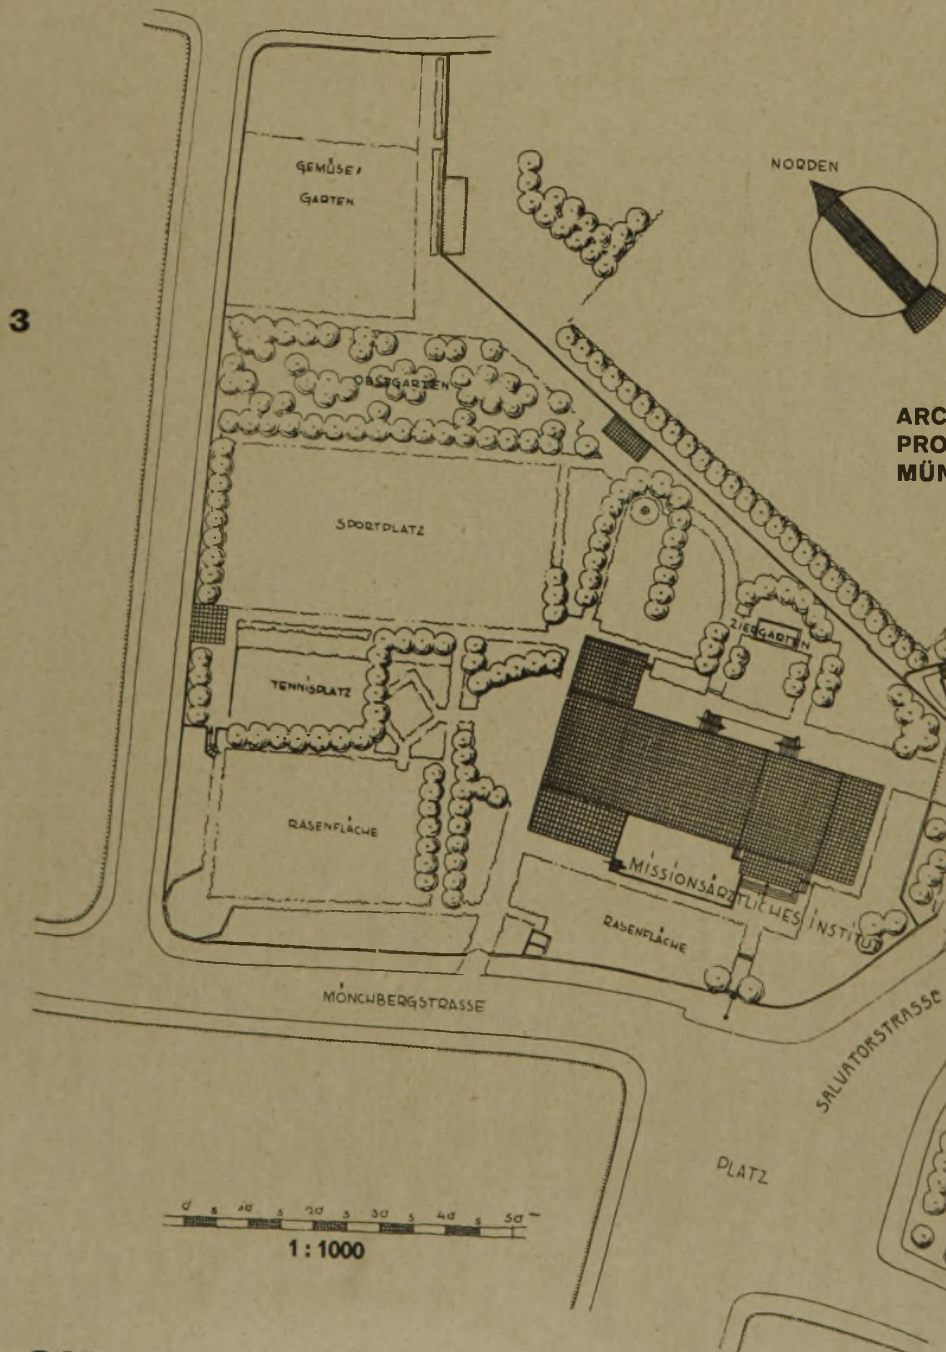 NORDEN
GEMÜSE-
GARTEN
3
OBSTGARTEN
ARC
PRO
MÜN
SPORTPLATZ
ZIERGARTEN
TENNISPLATZ
RASENFLÄCHE
MISSIONSÄRZTLICHES INSTITUT
RASENFLÄCHE
MÖNCHBERGSTRASSE
SALVATORSTRASSE
PLATZ
0 5 10 5 20 5 30 5 40 5 50
1 : 1000